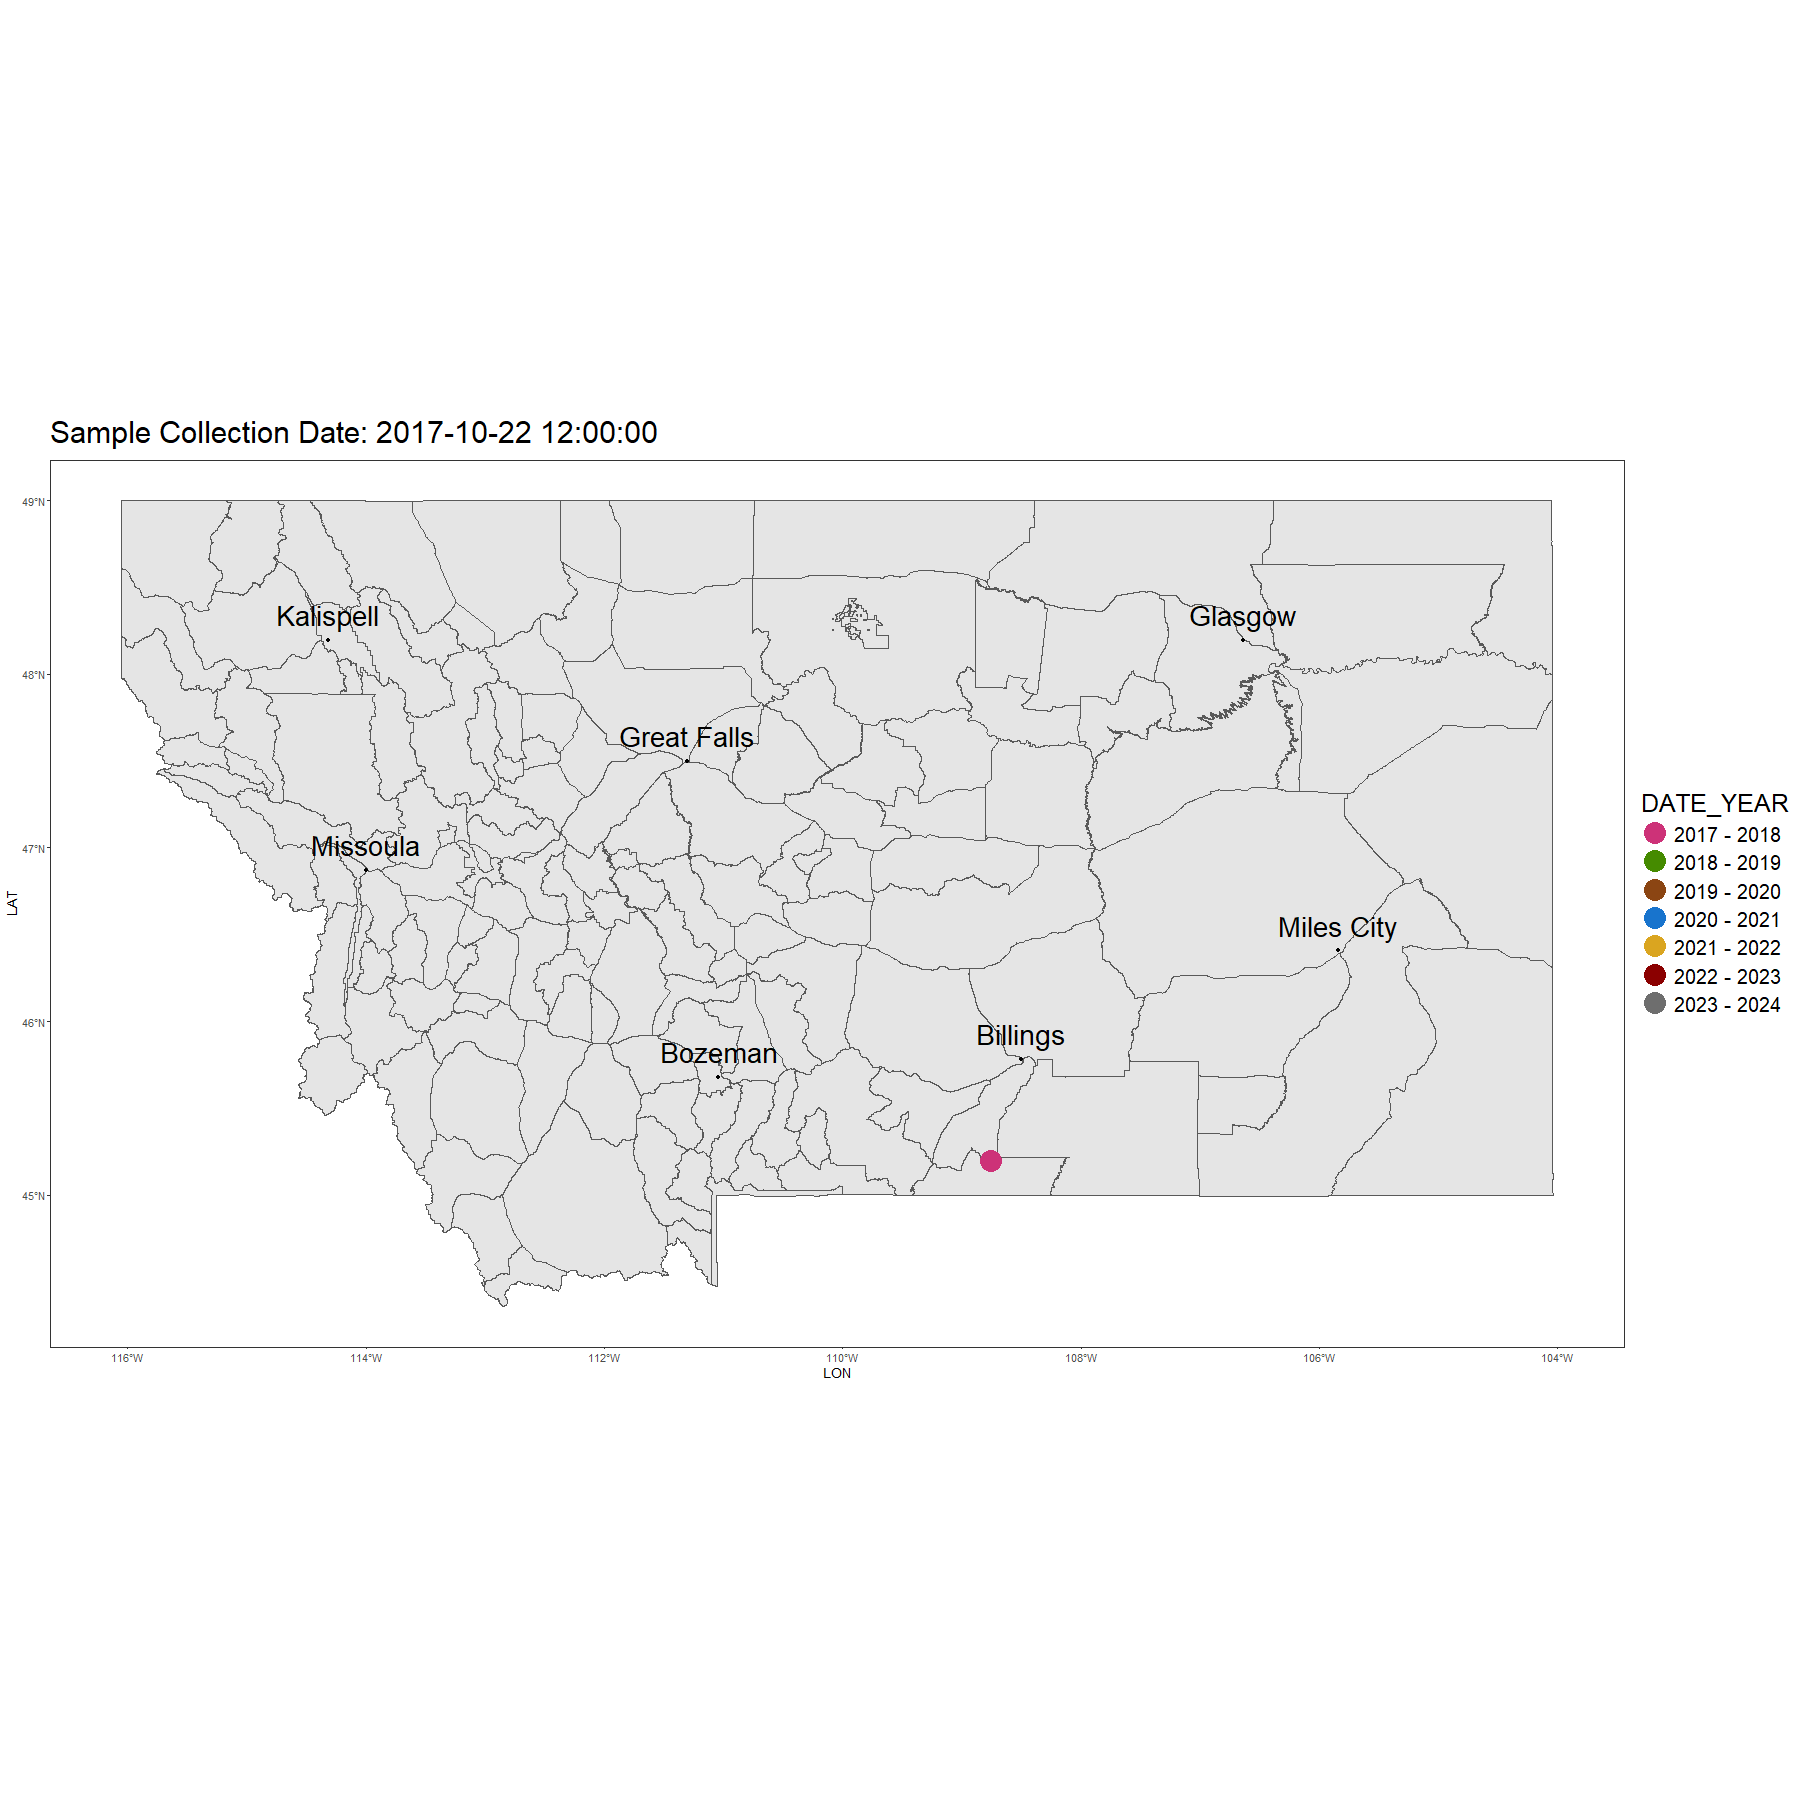 Sample Collection Date: 2017-10-22 12:00:00
49°N
48°N
47°N
46°N
45°N
LAT
Kalispell
Glasgow
Great Falls
Missoula
Miles City
Billings
Bozeman
116°W
114°W
112°W
110°W
108°W
106°W
104°W
LON
DATE_YEAR
2017 - 2018
2018 - 2019
2019 - 2020
2020 - 2021
2021 - 2022
2022 - 2023
2023 - 2024